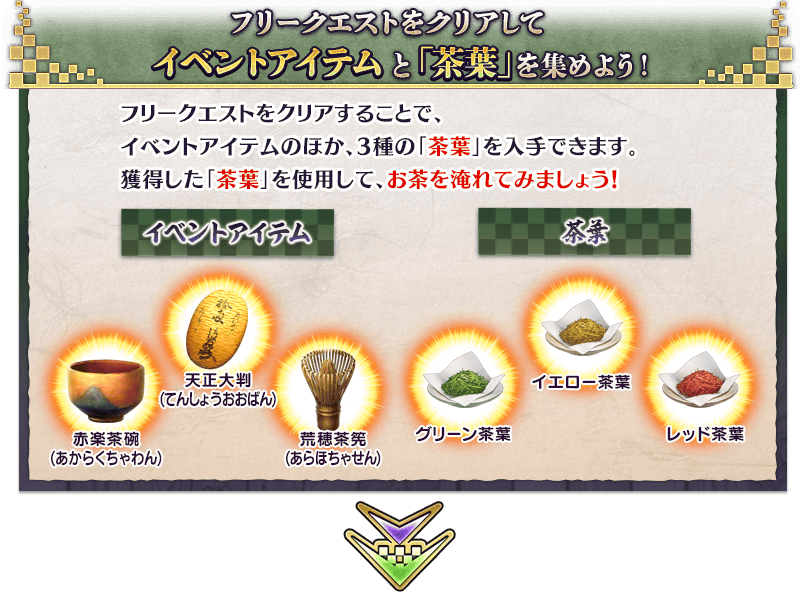 フリークエストをクリアして
イベントアイテムと「茶葉」を集めよう!
フリークエストをクリアすることで、
イベントアイテムのほか、3種の「茶葉」を入手できます。
獲得した「茶葉」を使用して、お茶を淹れてみましょう!
イベントアイテム
茶葉
天正大判
(てんしょうおおばん)
赤楽茶碗
(あからくちゃわん)
荒穂茶筅
(あらほちゃせん)
イエロー茶葉
グリーン茶葉
レッド茶葉